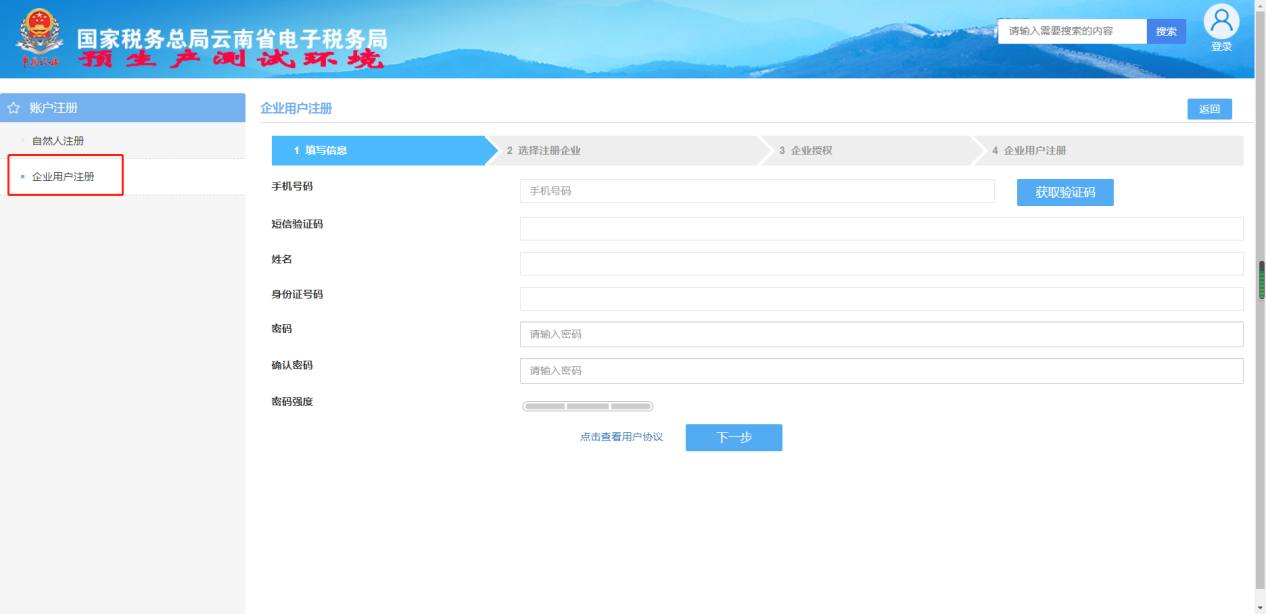 国家税务总局云南省电子税务局
预生产测试环境
请输入需要搜索的内容
搜索
登录
中国税务
账户注册
自然人注册
企业用户注册
企业用户注册
返回
1 填写信息
2 选择注册企业
3 企业授权
4 企业用户注册
手机号码
手机号码
获取验证码
短信验证码
姓名
身份证号码
密码
请输入密码
确认密码
请输入密码
密码强度
点击查看用户协议
下一步